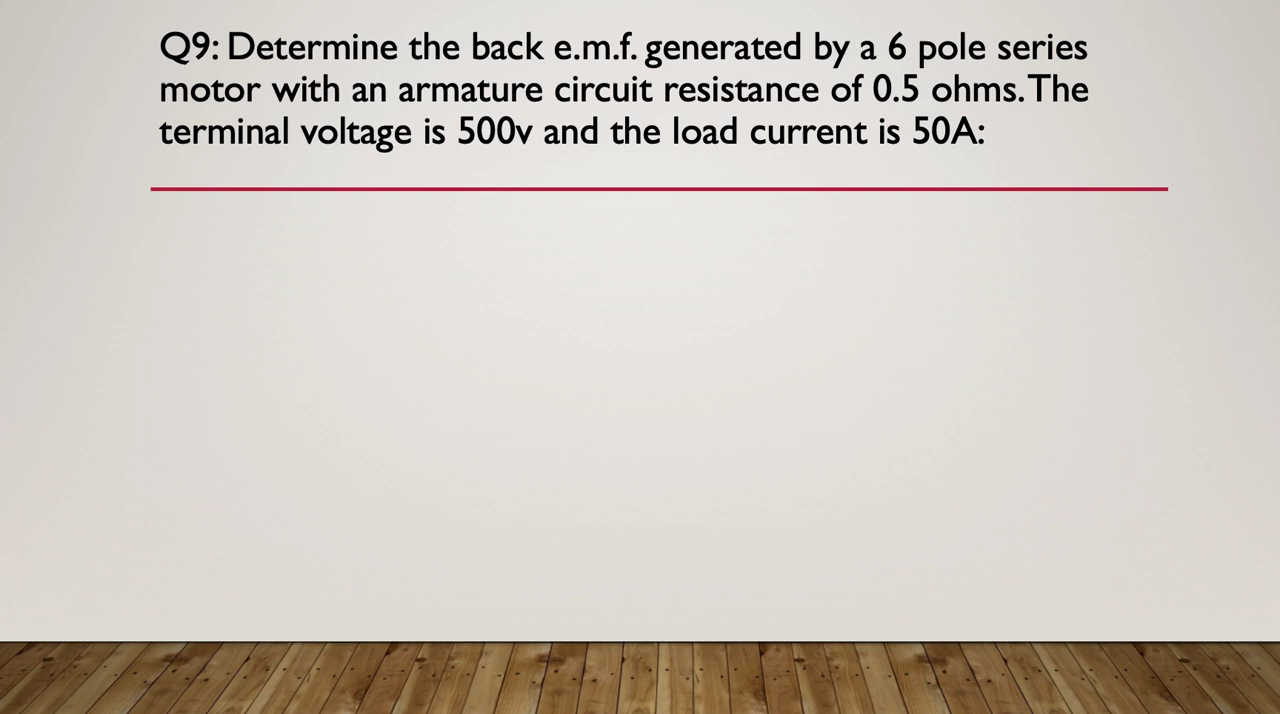 Q9: Determine the back e.m.f. generated by a 6 pole series
motor with an armature circuit resistance of 0.5 ohms. The
terminal voltage is 500v and the load current is 50A: